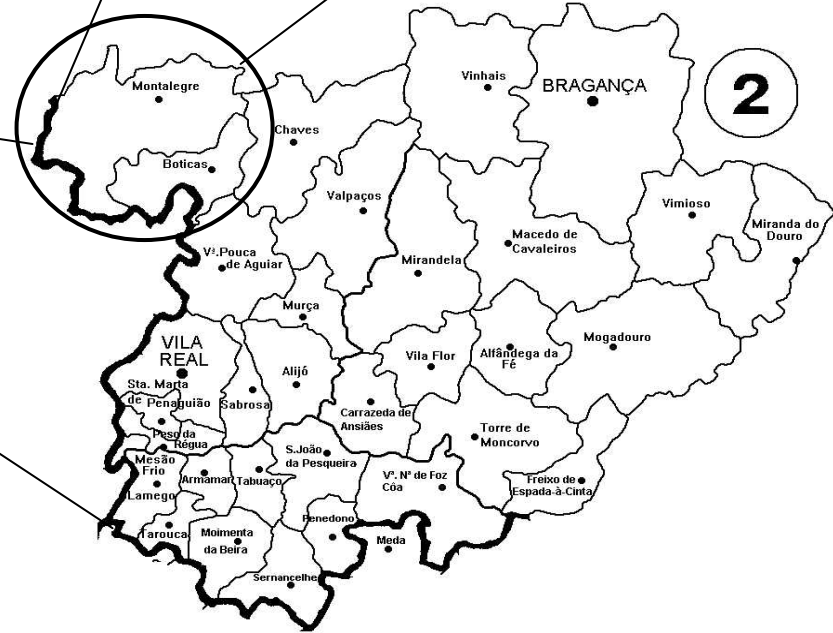 Montalegre
Boticas
Chaves
Vinhais
BRAGANÇA
2
Valpaços
Vimioso
Miranda do
Douro
Macedo de
Cavaleiros
Mirandela
Vª.Pouca
de Aguiar
Murça
VILA
REAL
Alijó
Vila Flor
Alfândega da
Fé
Mogadouro
Sta. Marta
de Penaguião
Sabrosa
Carrazeda de
Ansiães
Peso da
Régua
Torre de
Moncorvo
Mesão
Frio
Lamego
Armamar
Tabuaço
S.João
da Pesqueira
Vª. Nª de Foz
Côa
Freixo de
Espada-à-Cinta
Tarouca
Moimenta
da Beira
Penedono
Meda
Sernancelhe